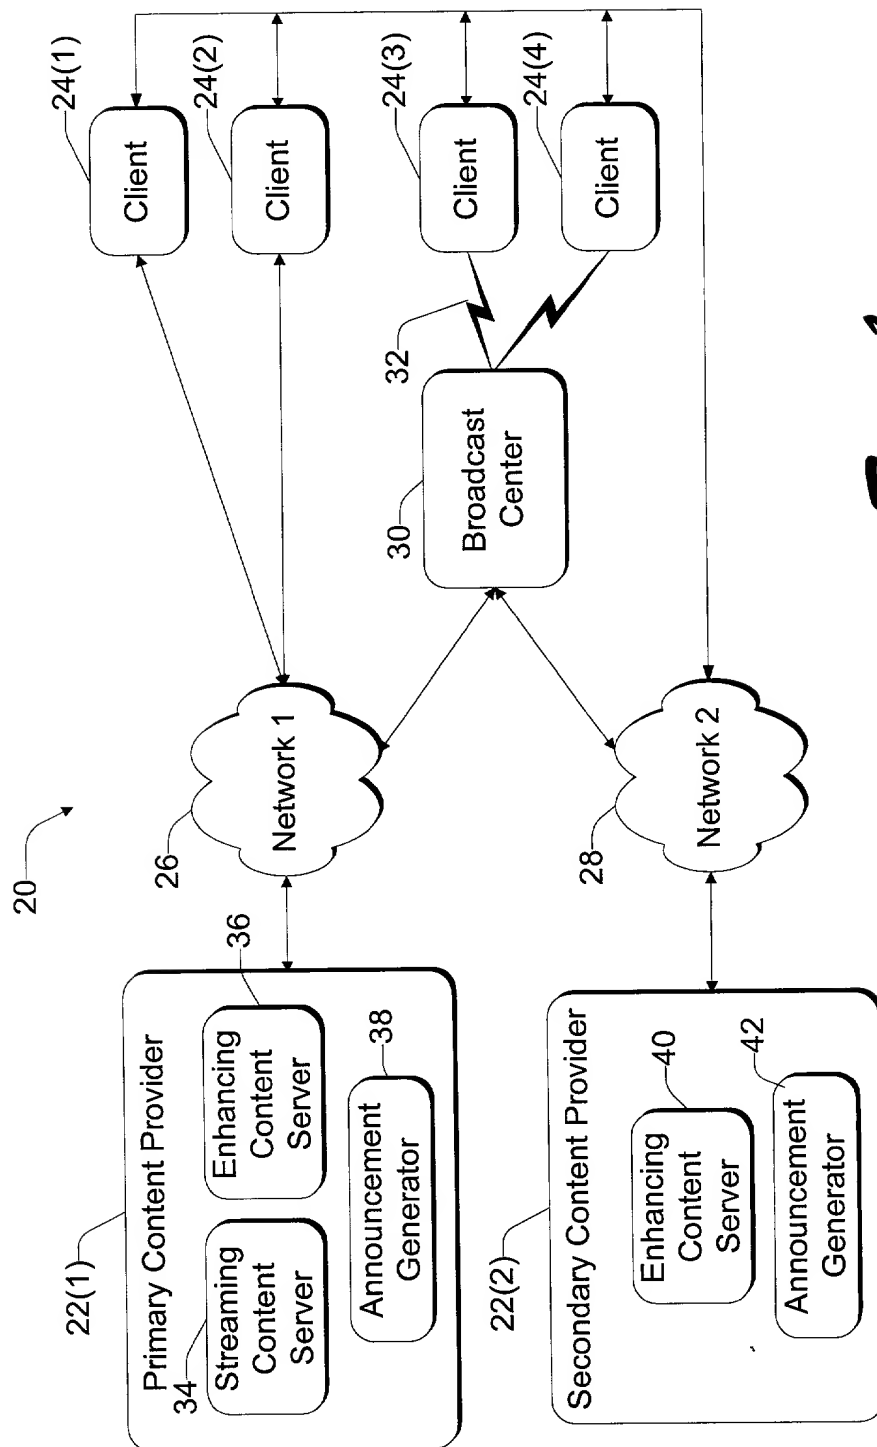 20
22(1)
Primary Content Provider
34
Streaming
Content
Server
36
Enhancing
Content
Server
38
Announcement
Generator
26
Network 1
24(1)
Client
24(2)
Client
24(3)
Client
24(4)
Client
32
30
Broadcast
Center
28
Network 2
22(2)
Secondary Content Provider
40
Enhancing
Content
Server
42
Announcement
Generator